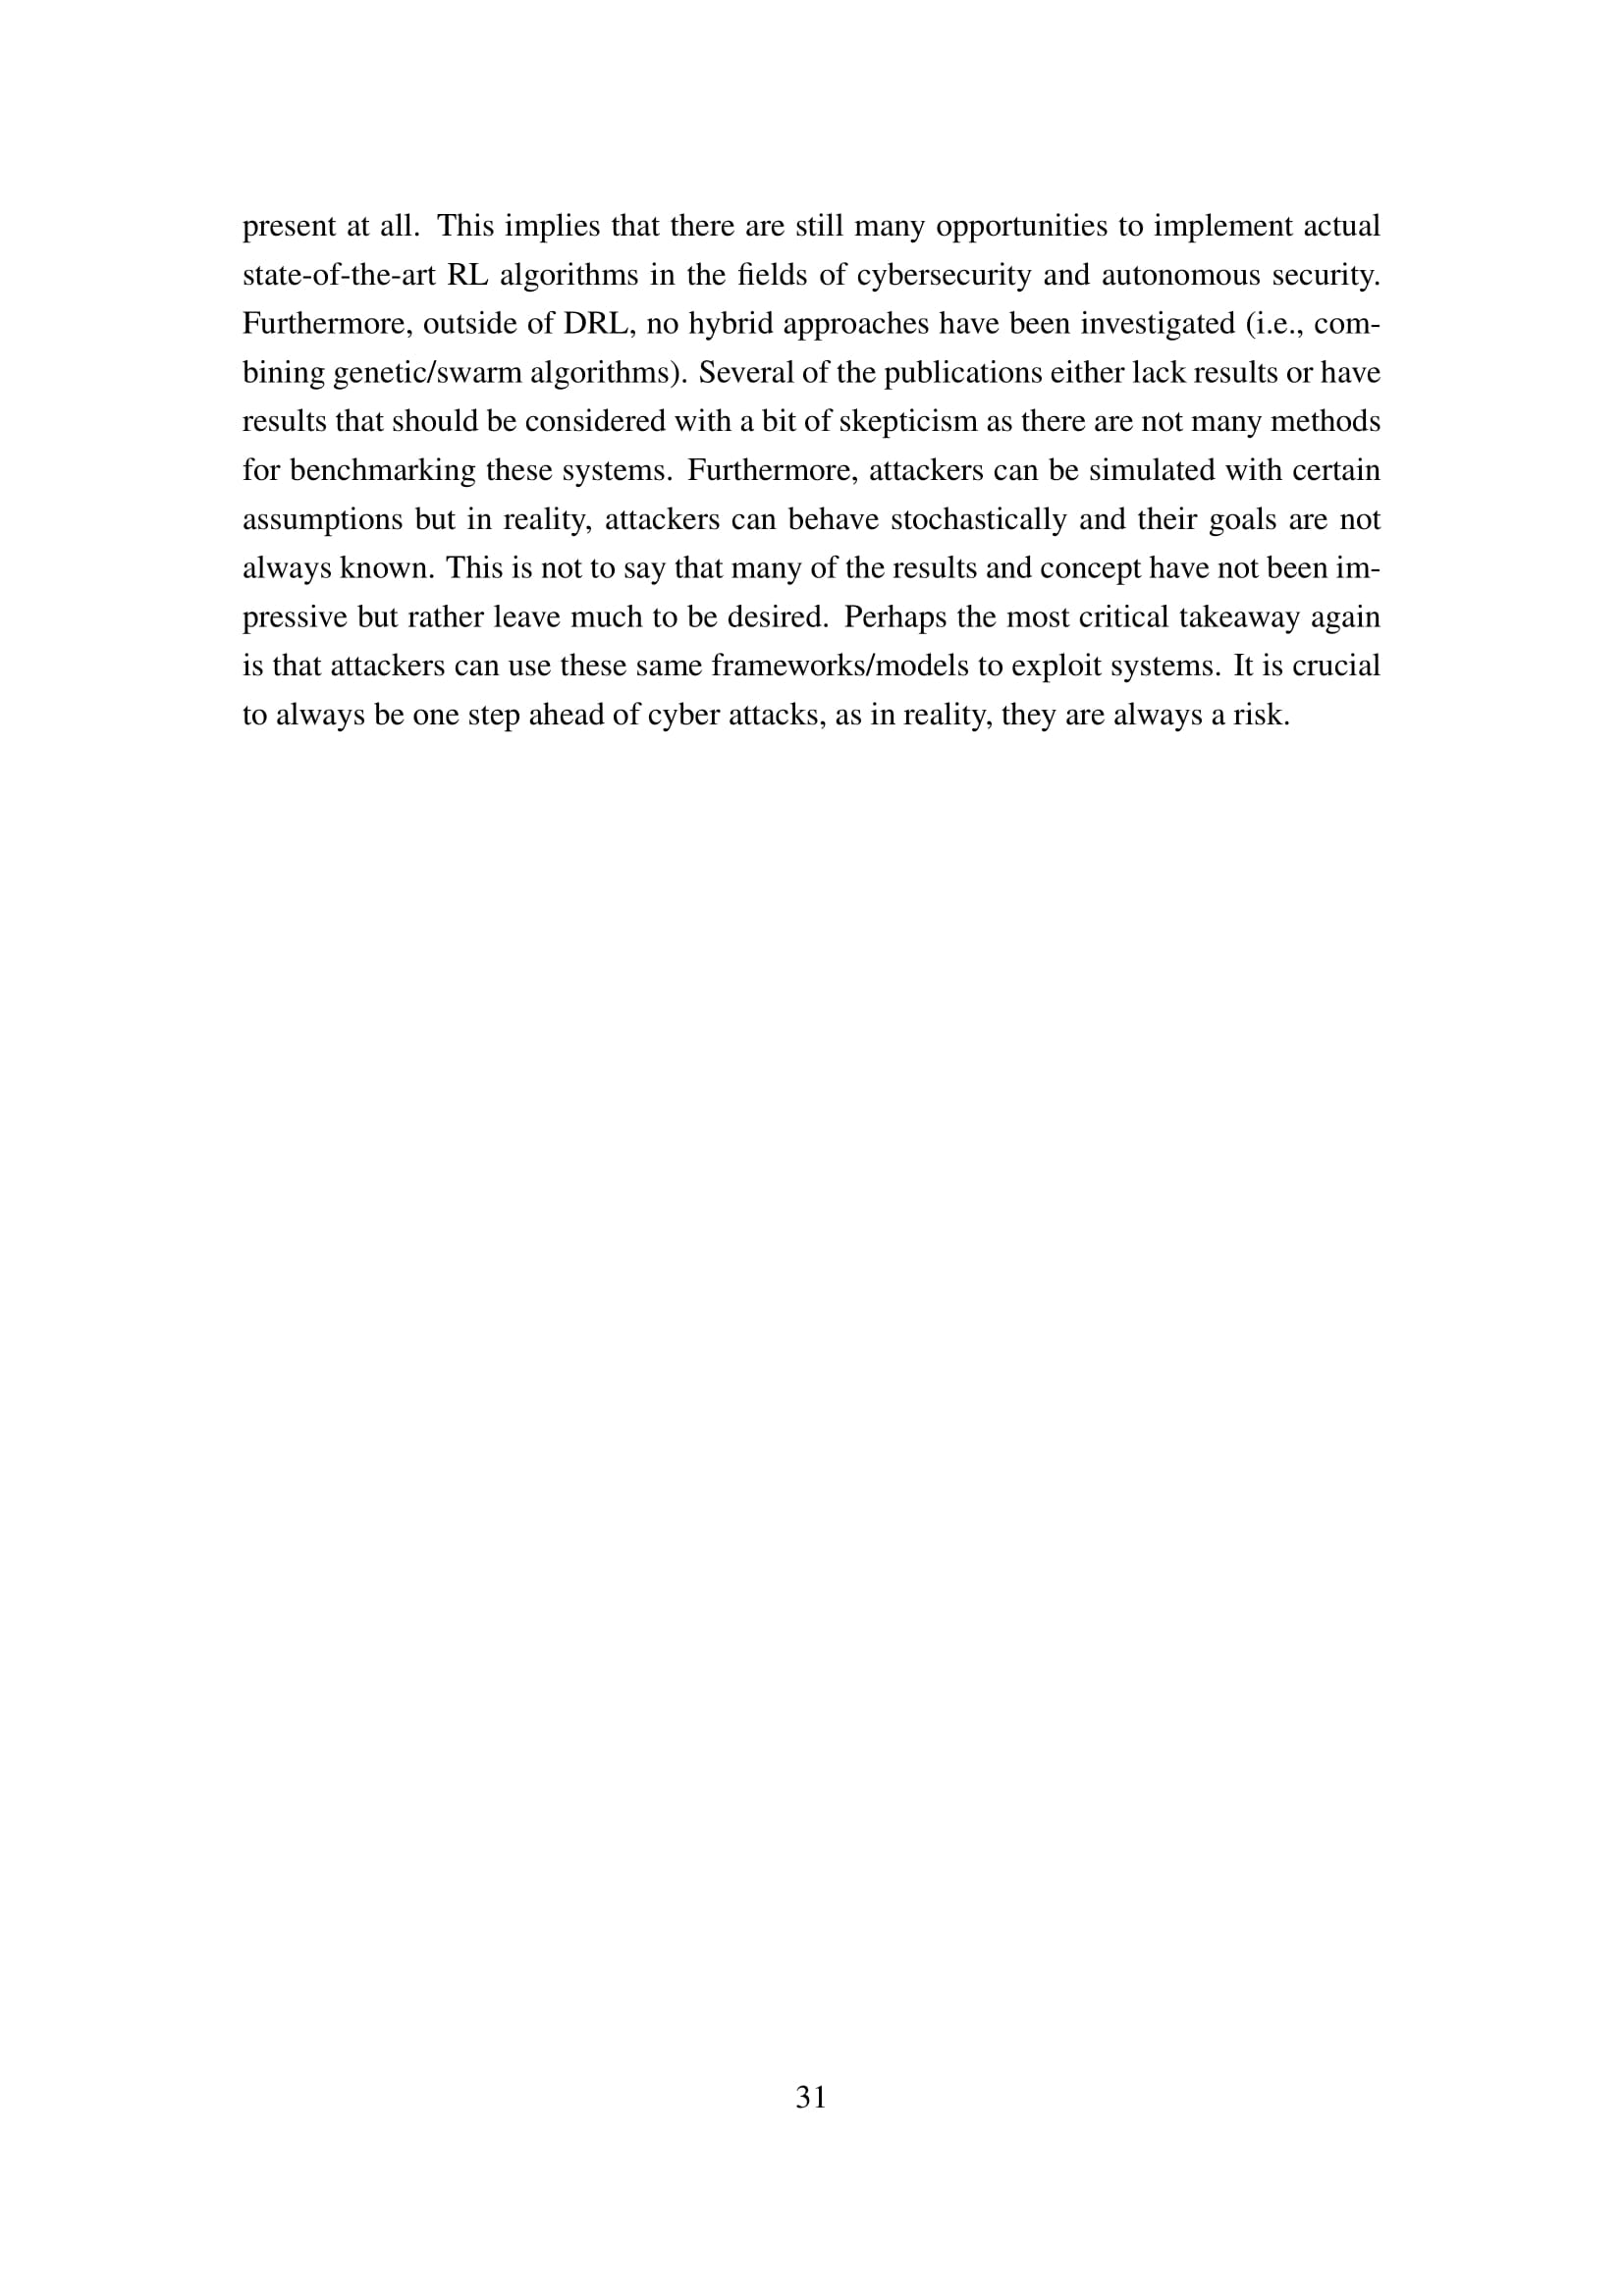 present at all. This implies that there are still many opportunities to implement actual
state-of-the-art RL algorithms in the fields of cybersecurity and autonomous security.
Furthermore, outside of DRL, no hybrid approaches have been investigated (i.e., com-
bining genetic/swarm algorithms). Several of the publications either lack results or have
results that should be considered with a bit of skepticism as there are not many methods
for benchmarking these systems. Furthermore, attackers can be simulated with certain
assumptions but in reality, attackers can behave stochastically and their goals are not
always known. This is not to say that many of the results and concept have not been im-
pressive but rather leave much to be desired. Perhaps the most critical takeaway again
is that attackers can use these same frameworks/models to exploit systems. It is crucial
to always be one step ahead of cyber attacks, as in reality, they are always a risk.
31